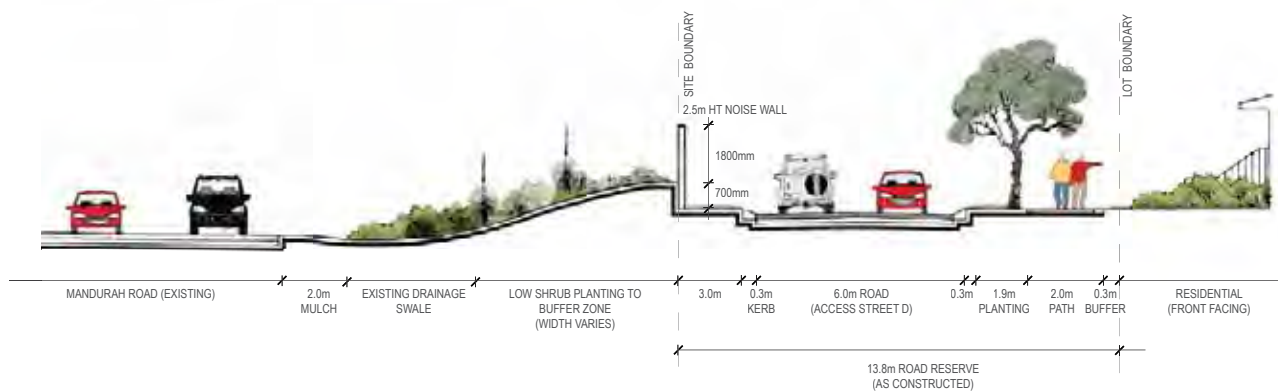 SITE BOUNDARY
LOT BOUNDARY
2.5m HT NOISE WALL
1800mm
700mm
MANDURAH ROAD (EXISTING)
2.0m
MULCH
EXISTING DRAINAGE
SWALE
LOW SHRUB PLANTING TO
BUFFER ZONE
(WIDTH VARIES)
3.0m
0.3m
KERB
6.0m ROAD
(ACCESS STREET D)
0.3m
1.9m
PLANTING
2.0m
PATH
0.3m
BUFFER
RESIDENTIAL
(FRONT FACING)
13.8m ROAD RESERVE
(AS CONSTRUCTED)